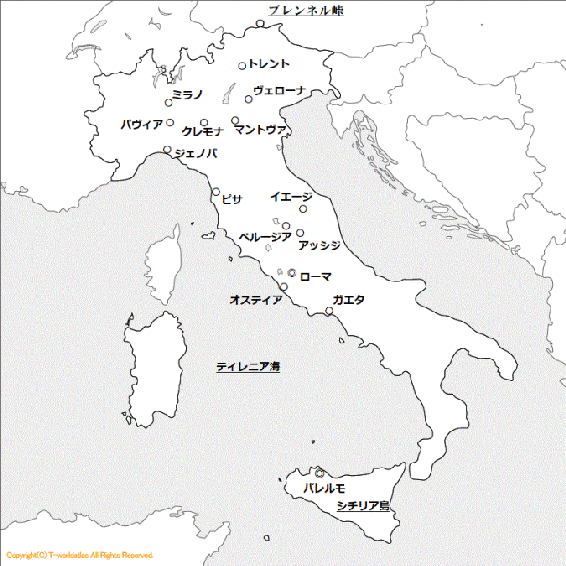 ブレンネル峠
トレント
ミラノ
ヴェローナ
パヴィア
クレモナ
マントヴァ
ジェノバ
ピサ
イエージ
ペルージア
アッシジ
ローマ
オスティア
ガエタ
ティレニア海
パレルモ
シチリア島
Copyright(C) T-worldatlas All Rights Reserved.